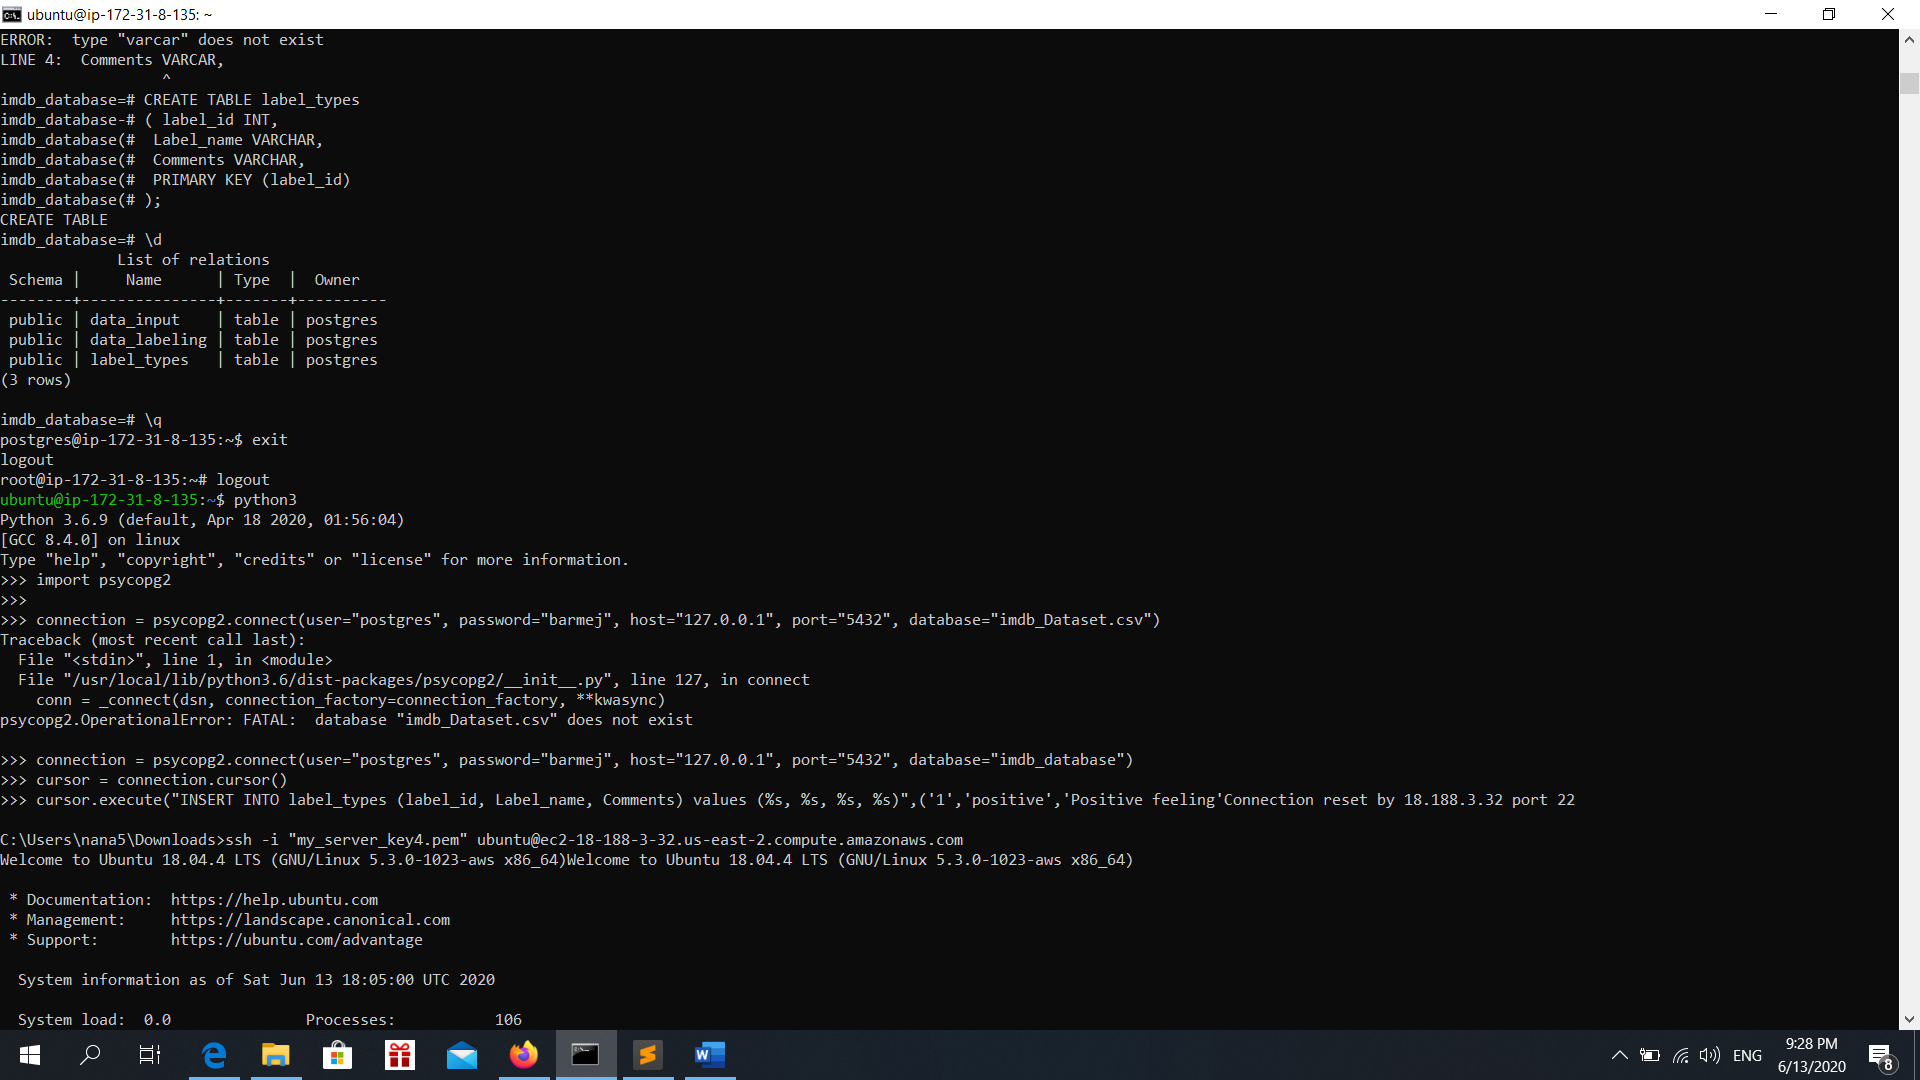 ubuntu@ip-172-31-8-135: ~
ERROR:  type "varcar" does not exist
LINE 4:  Comments VARCAR,
                  ^
imdb_database=# CREATE TABLE label_types
imdb_database-# ( label_id INT,
imdb_database(#  Label_name VARCHAR,
imdb_database(#  Comments VARCHAR,
imdb_database(#  PRIMARY KEY (label_id)
imdb_database(# );
CREATE TABLE
imdb_database=# \d
             List of relations
 Schema |     Name      | Type  |  Owner
--------+---------------+-------+----------
 public | data_input    | table | postgres
 public | data_labeling | table | postgres
 public | label_types   | table | postgres
(3 rows)

imdb_database=# \q
postgres@ip-172-31-8-135:~$ exit
logout
root@ip-172-31-8-135:~# logout
ubuntu@ip-172-31-8-135:~$ python3
Python 3.6.9 (default, Apr 18 2020, 01:56:04)
[GCC 8.4.0] on linux
Type "help", "copyright", "credits" or "license" for more information.
>>> import psycopg2
>>>
>>> connection = psycopg2.connect(user="postgres", password="barmej", host="127.0.0.1", port="5432", database="imdb_Dataset.csv")
Traceback (most recent call last):
  File "<stdin>", line 1, in <module>
  File "/usr/local/lib/python3.6/dist-packages/psycopg2/__init__.py", line 127, in connect
    conn = _connect(dsn, connection_factory=connection_factory, **kwasync)
psycopg2.OperationalError: FATAL:  database "imdb_Dataset.csv" does not exist

>>> connection = psycopg2.connect(user="postgres", password="barmej", host="127.0.0.1", port="5432", database="imdb_database")
>>> cursor = connection.cursor()
>>> cursor.execute("INSERT INTO label_types (label_id, Label_name, Comments) values (%s, %s, %s, %s)",('1','positive','Positive feeling'Connection reset by 18.188.3.32 port 22

C:\Users\nana5\Downloads>ssh -i "my_server_key4.pem" ubuntu@ec2-18-188-3-32.us-east-2.compute.amazonaws.com
Welcome to Ubuntu 18.04.4 LTS (GNU/Linux 5.3.0-1023-aws x86_64)Welcome to Ubuntu 18.04.4 LTS (GNU/Linux 5.3.0-1023-aws x86_64)

 * Documentation:  https://help.ubuntu.com
 * Management:     https://landscape.canonical.com
 * Support:        https://ubuntu.com/advantage

  System information as of Sat Jun 13 18:05:00 UTC 2020

  System load:  0.0               Processes:           106
ENG
9:28 PM
6/13/2020
8